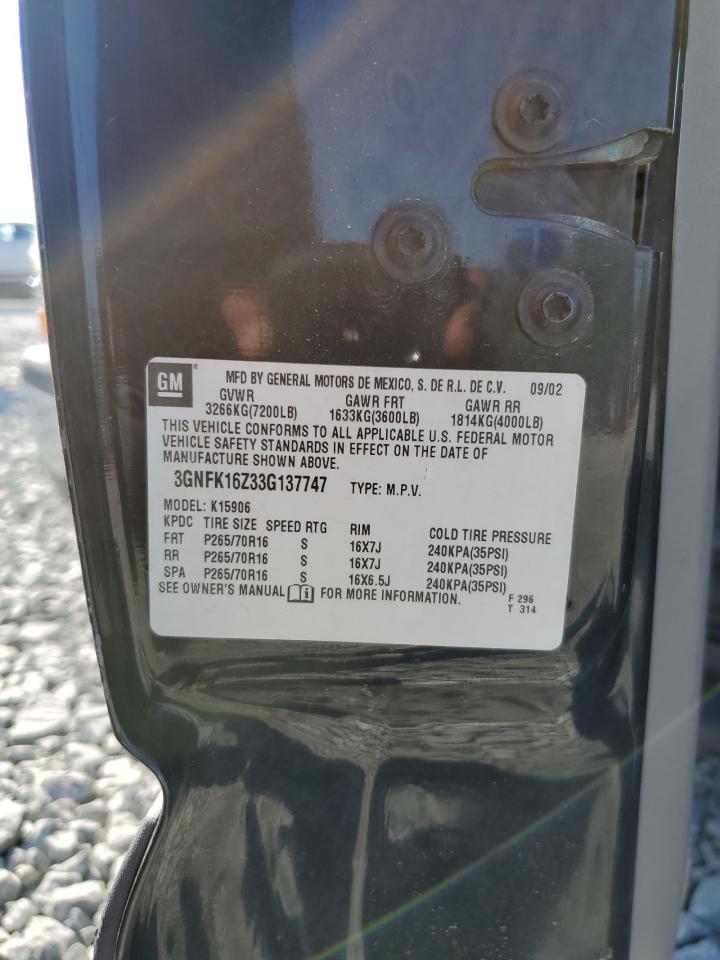 GM ® MFD BY GENERAL MOTORS DE MEXICO, S. DE R.L. DE C.V. 09/02
GVWR GAWR FRT GAWR RR
3266KG(7200LB) 1633KG(3600LB) 1814KG(4000LB)
THIS VEHICLE CONFORMS TO ALL APPLICABLE U.S. FEDERAL MOTOR
VEHICLE SAFETY STANDARDS IN EFFECT ON THE DATE OF
MANUFACTURE SHOWN ABOVE.
3GNFK16Z33G137747 TYPE: M.P.V.
MODEL: K15906
KPDC TIRE SIZE SPEED RTG RIM COLD TIRE PRESSURE
FRT P265/70R16 S 16X7J 240KPA(35PSI)
RR P265/70R16 S 16X7J 240KPA(35PSI)
SPA P265/70R16 S 16X6.5J 240KPA(35PSI)
SEE OWNER'S MANUAL i FOR MORE INFORMATION. F 296
T 314